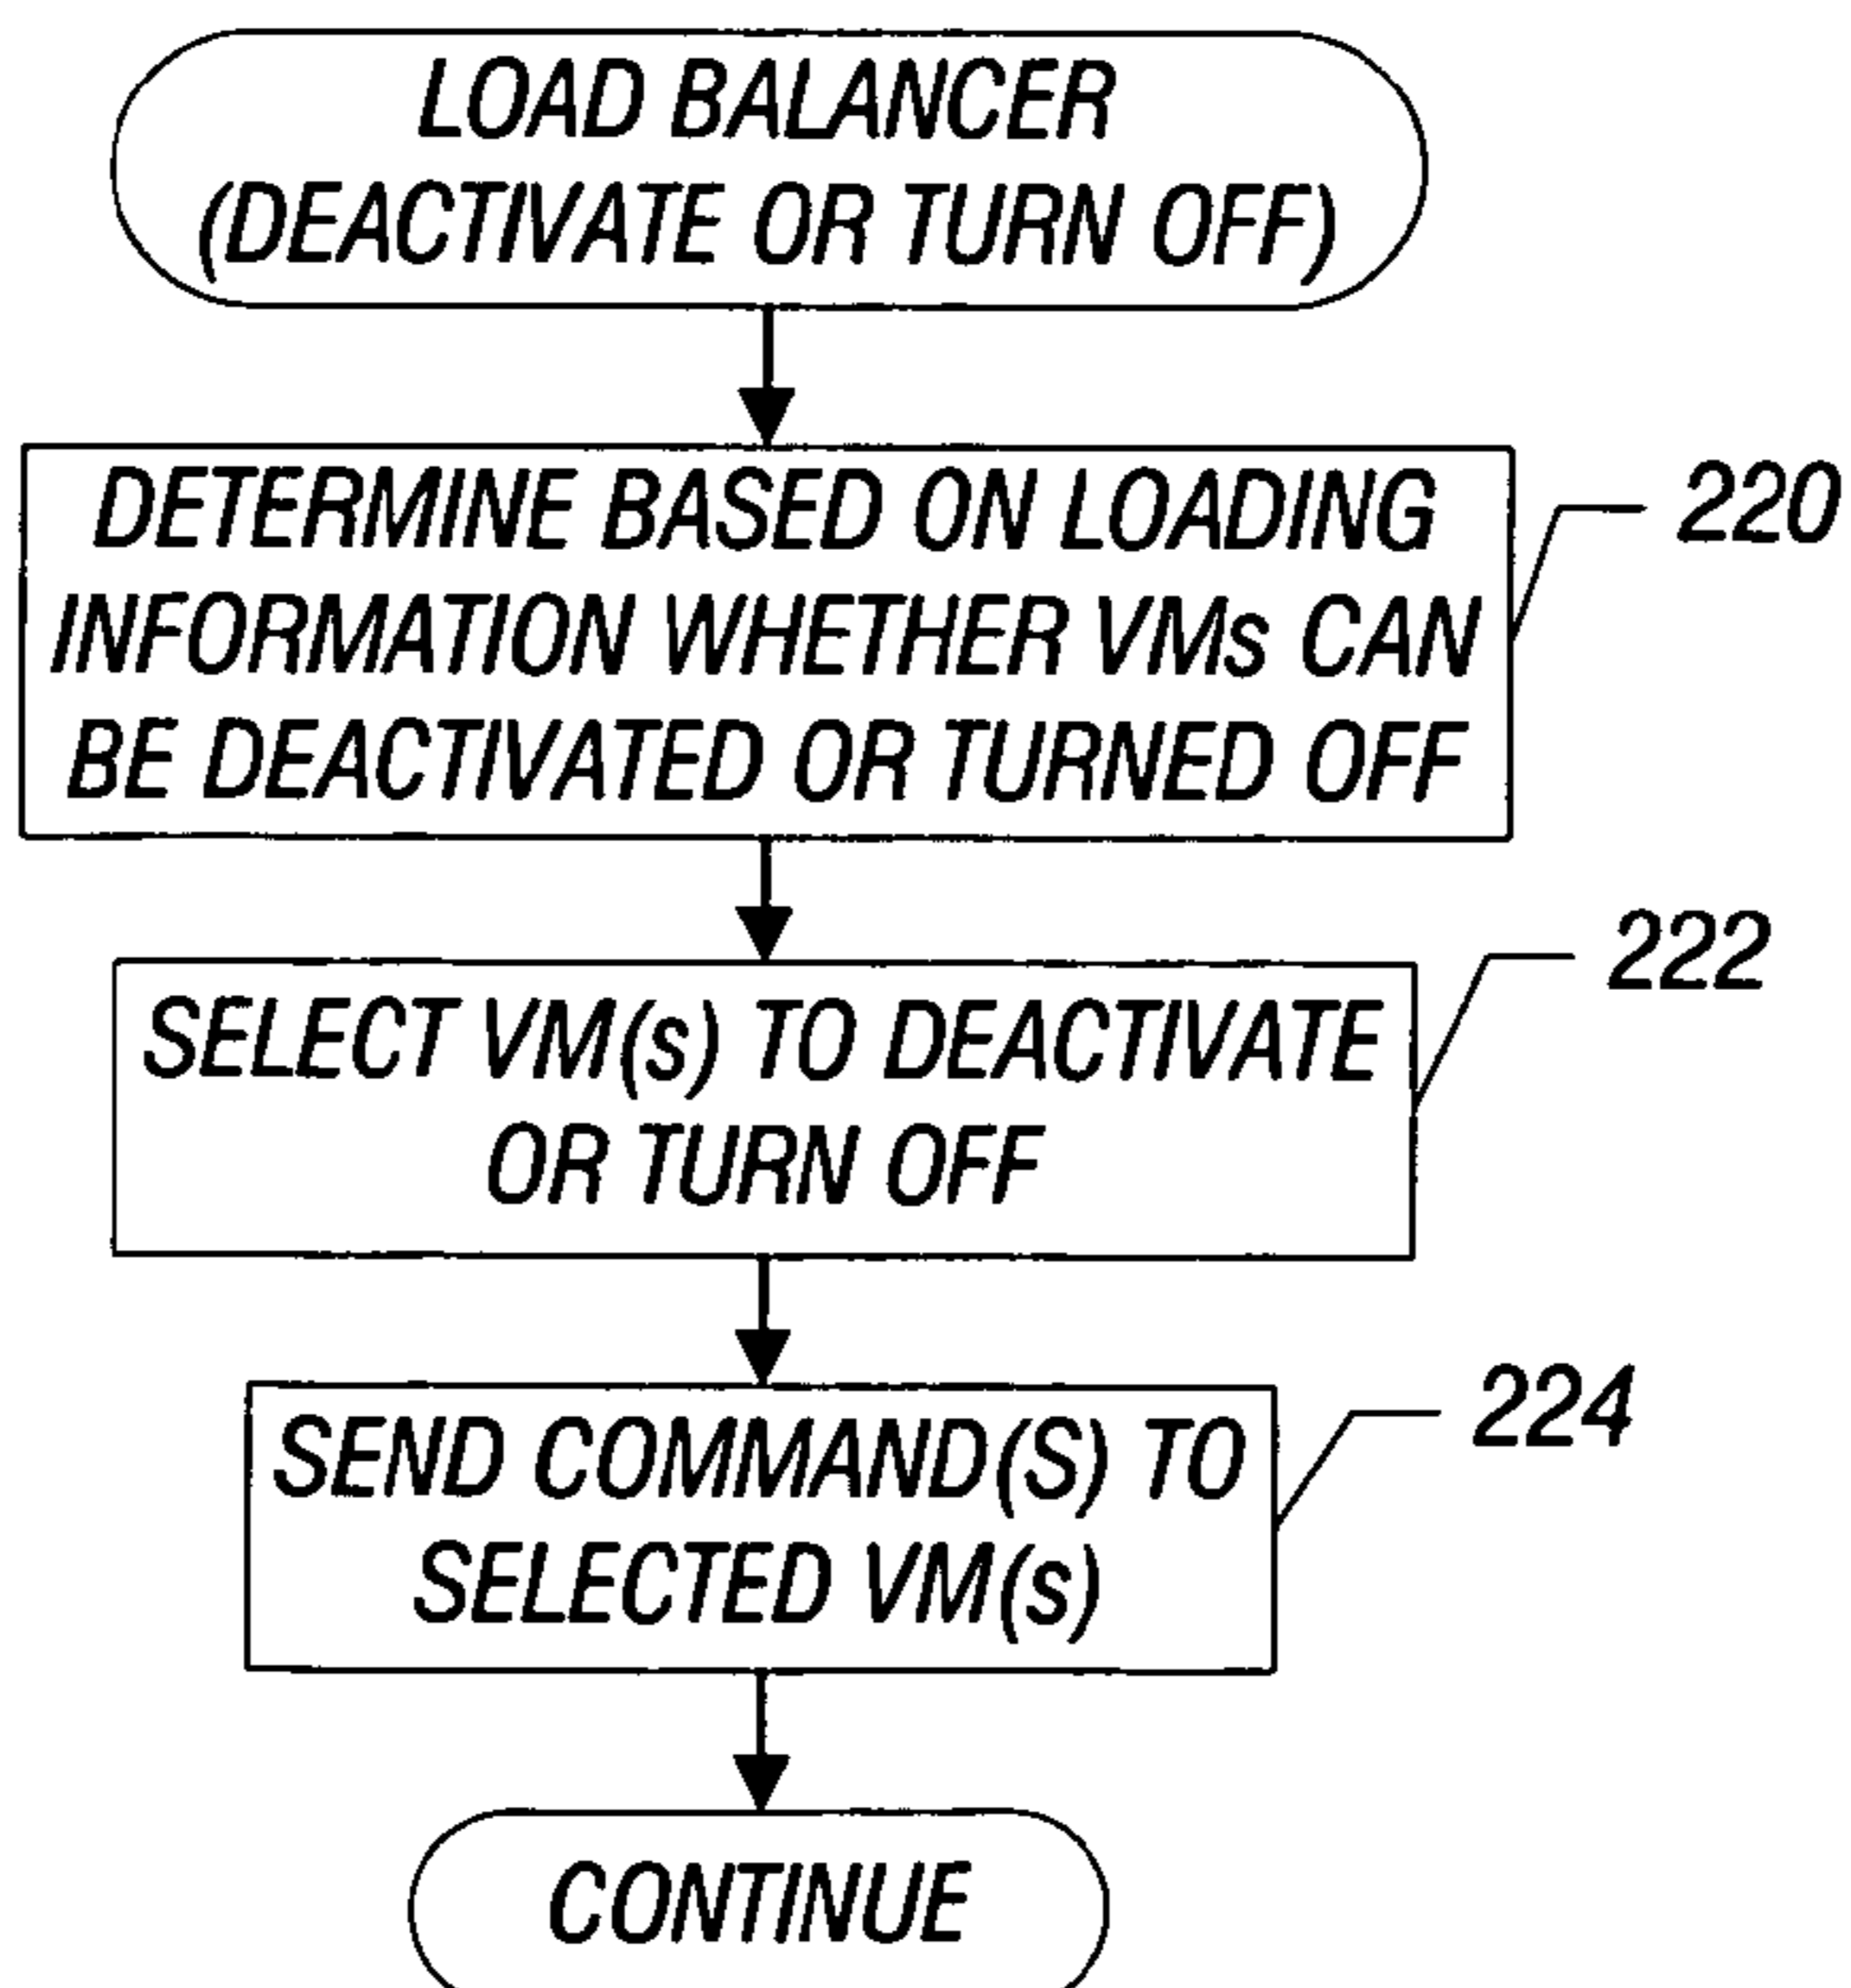 LOAD BALANCER
(DEACTIVATE OR TURN OFF)
DETERMINE BASED ON LOADING
INFORMATION WHETHER VMs CAN
BE DEACTIVATED OR TURNED OFF
220
SELECT VM(s) TO DEACTIVATE
OR TURN OFF
222
SEND COMMAND(S) TO
SELECTED VM(s)
224
CONTINUE